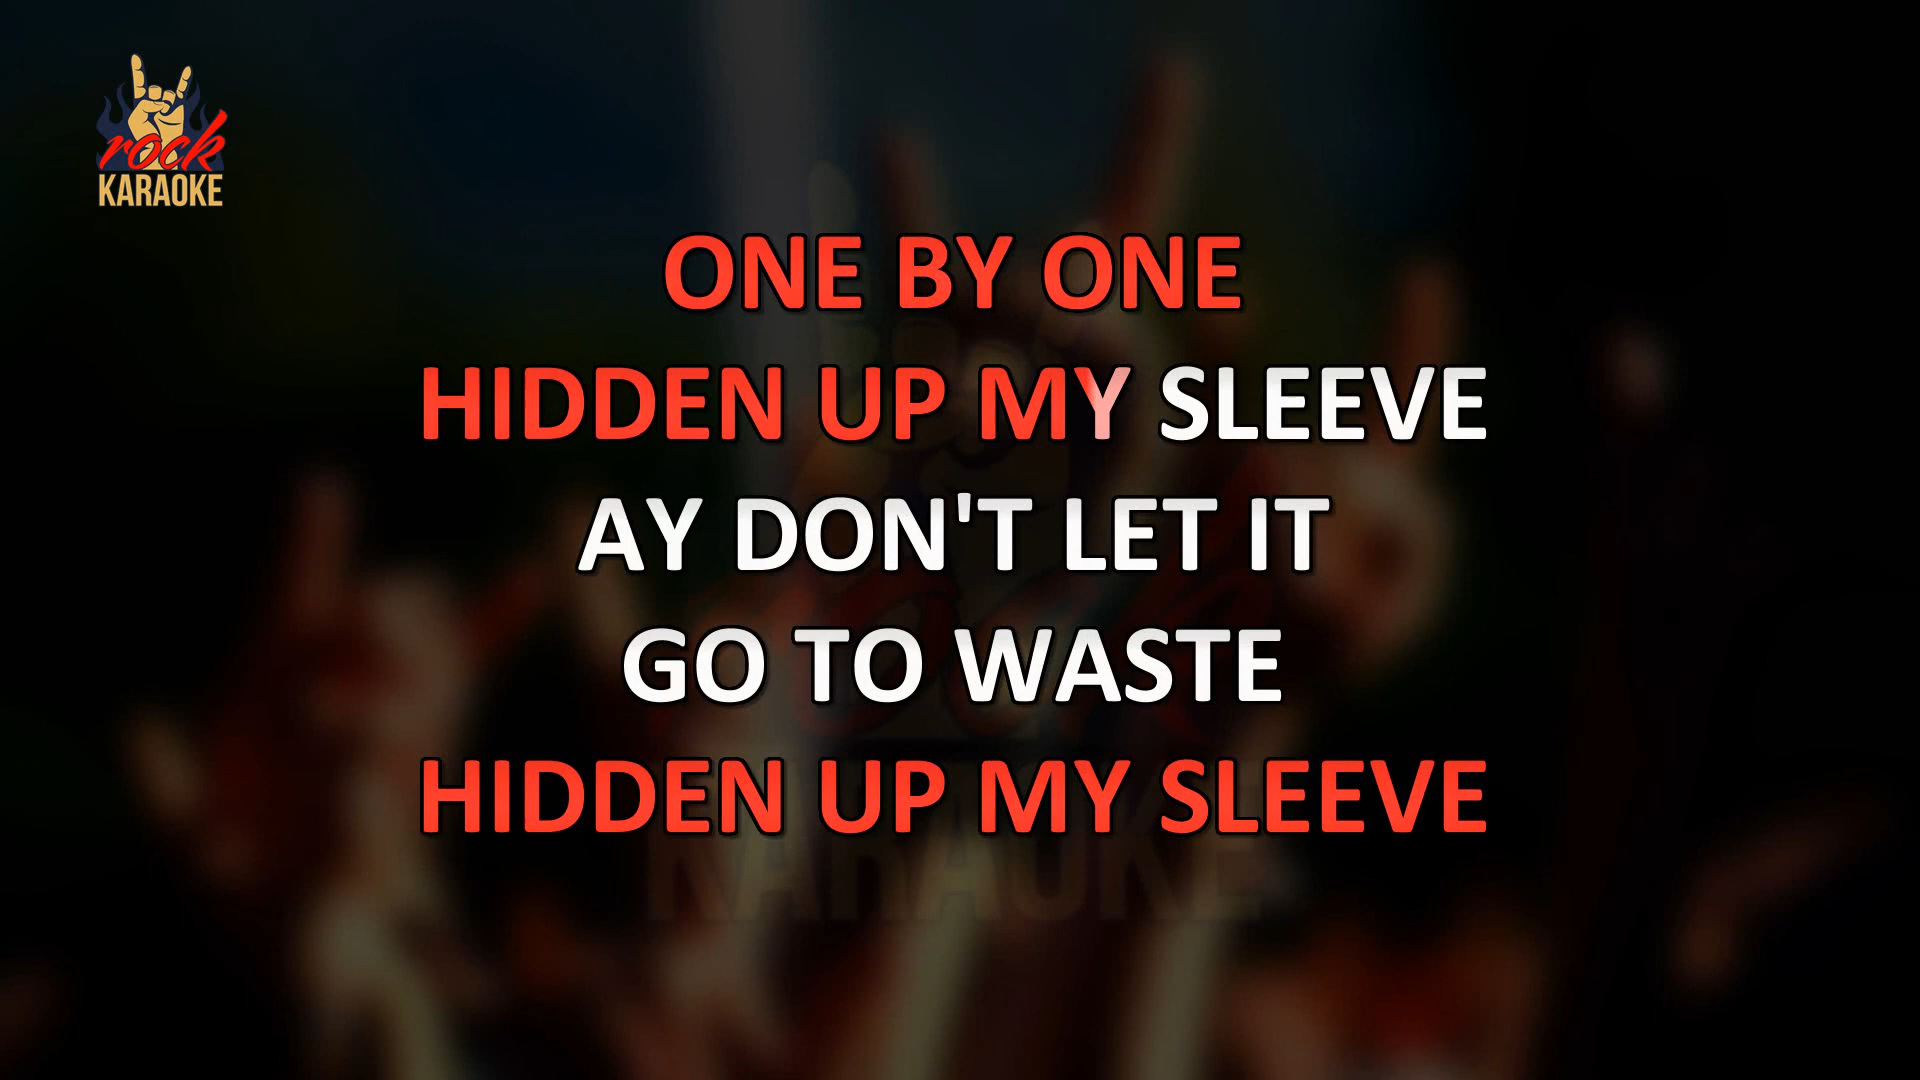 rock
KARAOKE
ONE BY ONE
HIDDEN UP MY SLEEVE
AY DON'T LET IT
GO TO WASTE
HIDDEN UP MY SLEEVE
KARAOKE